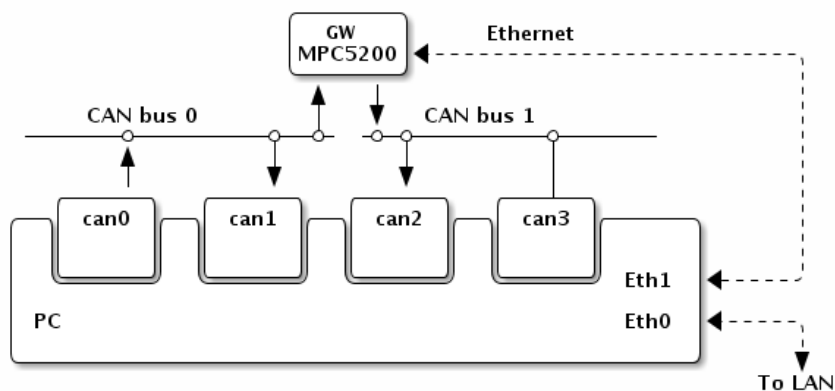 GW
MPC5200
Ethernet
CAN bus 0
CAN bus 1
can0
can1
can2
can3
Eth1
PC
Eth0
To LAN